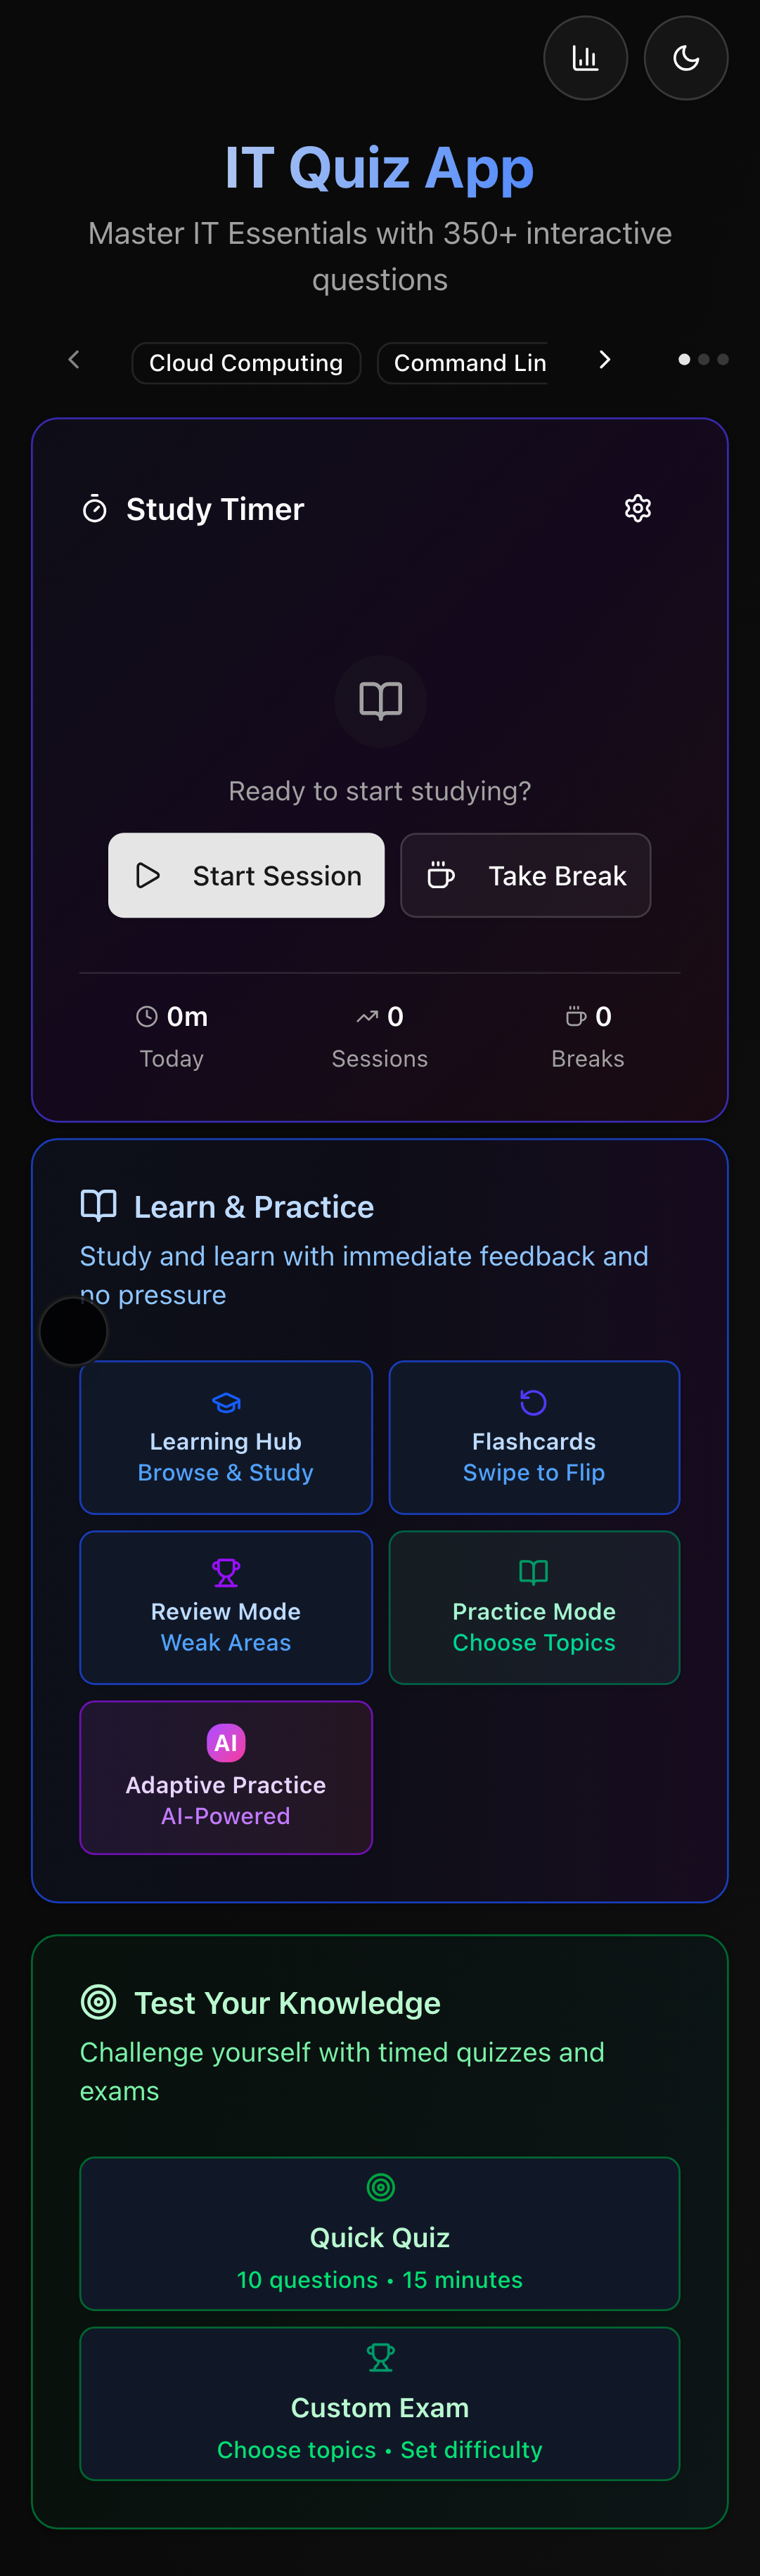 IT Quiz App
Master IT Essentials with 350+ interactive
questions
Cloud Computing
Command Lin
Study Timer
Ready to start studying?
Start Session
Take Break
0m
0
0
Today
Sessions
Breaks
Learn & Practice
Study and learn with immediate feedback and
no pressure
Learning Hub
Browse & Study
Flashcards
Swipe to Flip
Review Mode
Weak Areas
Practice Mode
Choose Topics
AI
Adaptive Practice
AI-Powered
Test Your Knowledge
Challenge yourself with timed quizzes and
exams
Quick Quiz
10 questions • 15 minutes
Custom Exam
Choose topics • Set difficulty